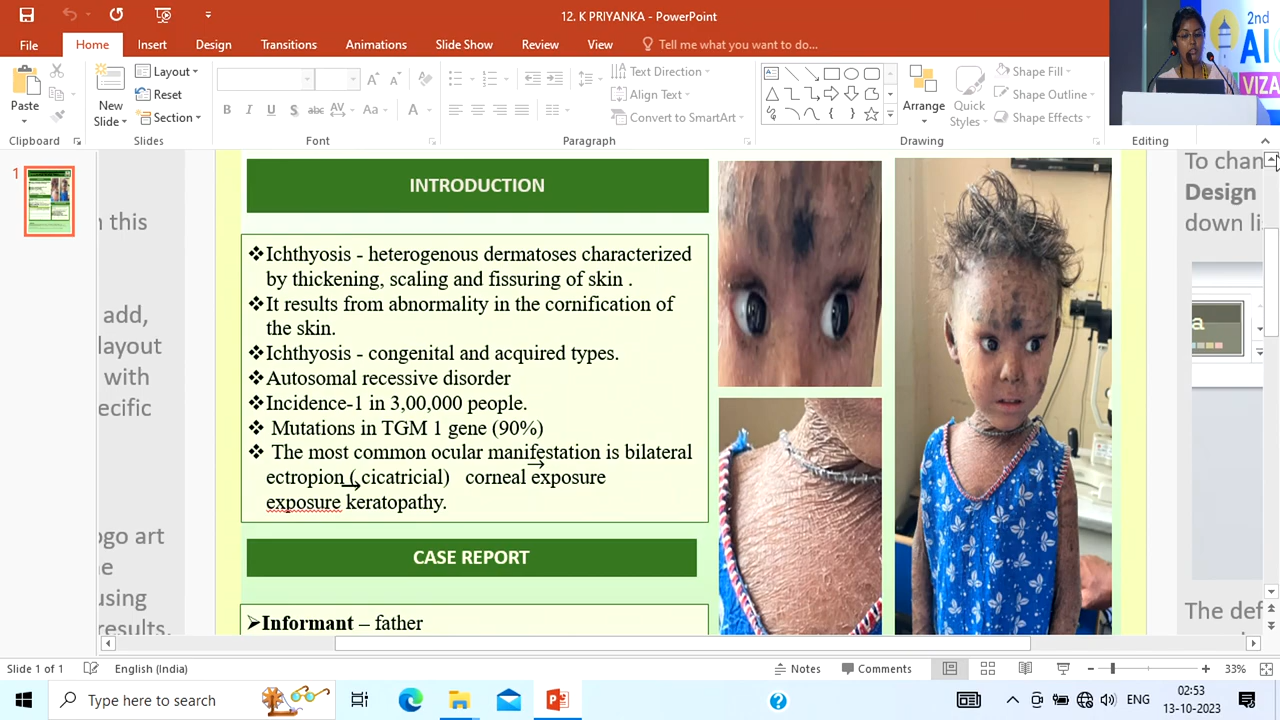 12. K PRIYANKA - PowerPoint
File Home Insert Design Transitions Animations Slide Show Review View Tell me what you want to do...
Paste
New Slide
Layout
Reset
Section
B I U S abc AV Aa A
Text Direction
Align Text
Convert to SmartArt
Arrange
Quick Styles
Shape Fill
Shape Outline
Shape Effects
Clipboard Slides Font Paragraph Drawing Editing
2nd
AI
VIZA
1
n this
add,
layout
with
ecific
ogo art
ne
using
results.
INTRODUCTION
❖Ichthyosis - heterogenous dermatoses characterized
by thickening, scaling and fissuring of skin .
❖It results from abnormality in the cornification of
the skin.
❖Ichthyosis - congenital and acquired types.
❖Autosomal recessive disorder
❖Incidence-1 in 3,00,000 people.
❖ Mutations in TGM 1 gene (90%)
❖ The most common ocular manifestation is bilateral
ectropion ( cicatricial) → corneal exposure →
exposure keratopathy.
CASE REPORT
➢Informant – father
To chan
Design
down li
a
The def
Slide 1 of 1 English (India) Notes Comments 33%
Type here to search
ENG
02:53
13-10-2023